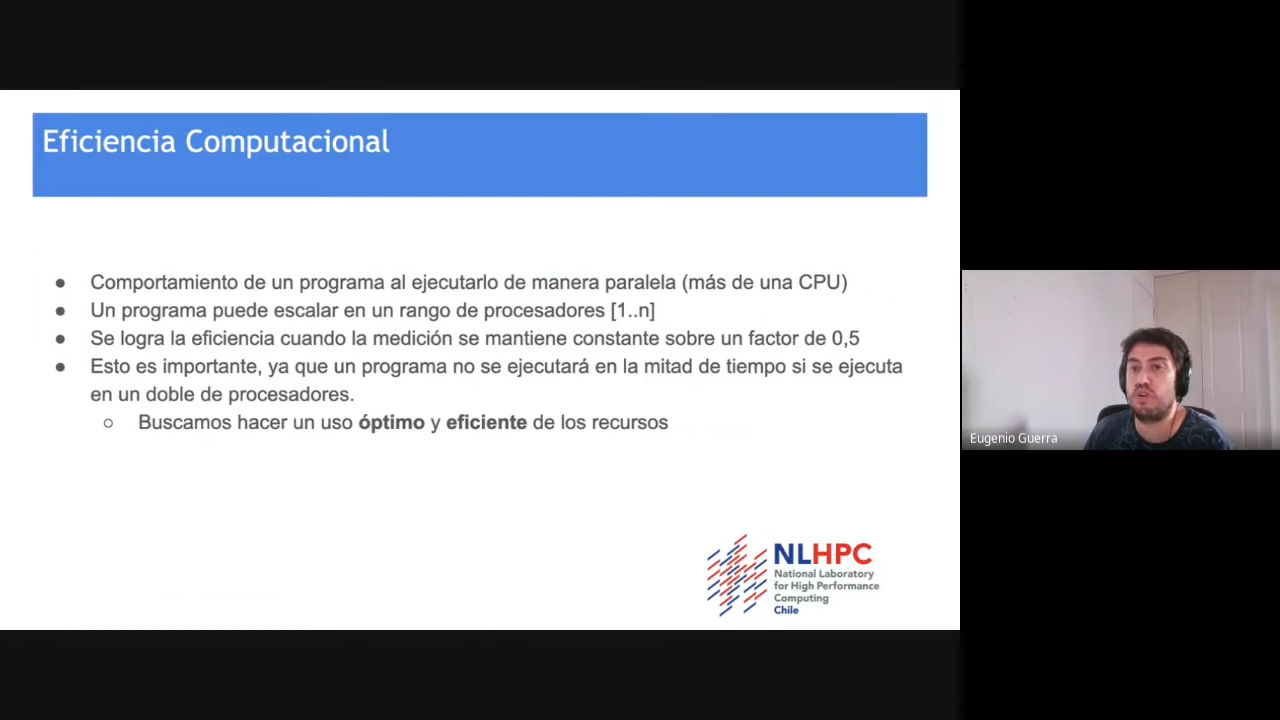 Eficiencia Computacional
● Comportamiento de un programa al ejecutarlo de manera paralela (más de una CPU)
● Un programa puede escalar en un rango de procesadores [1..n]
● Se logra la eficiencia cuando la medición se mantiene constante sobre un factor de 0,5
● Esto es importante, ya que un programa no se ejecutará en la mitad de tiempo si se ejecuta
en un doble de procesadores.
○ Buscamos hacer un uso óptimo y eficiente de los recursos
NLHPC
National Laboratory
for High Performance
Computing
Chile
Eugenio Guerra